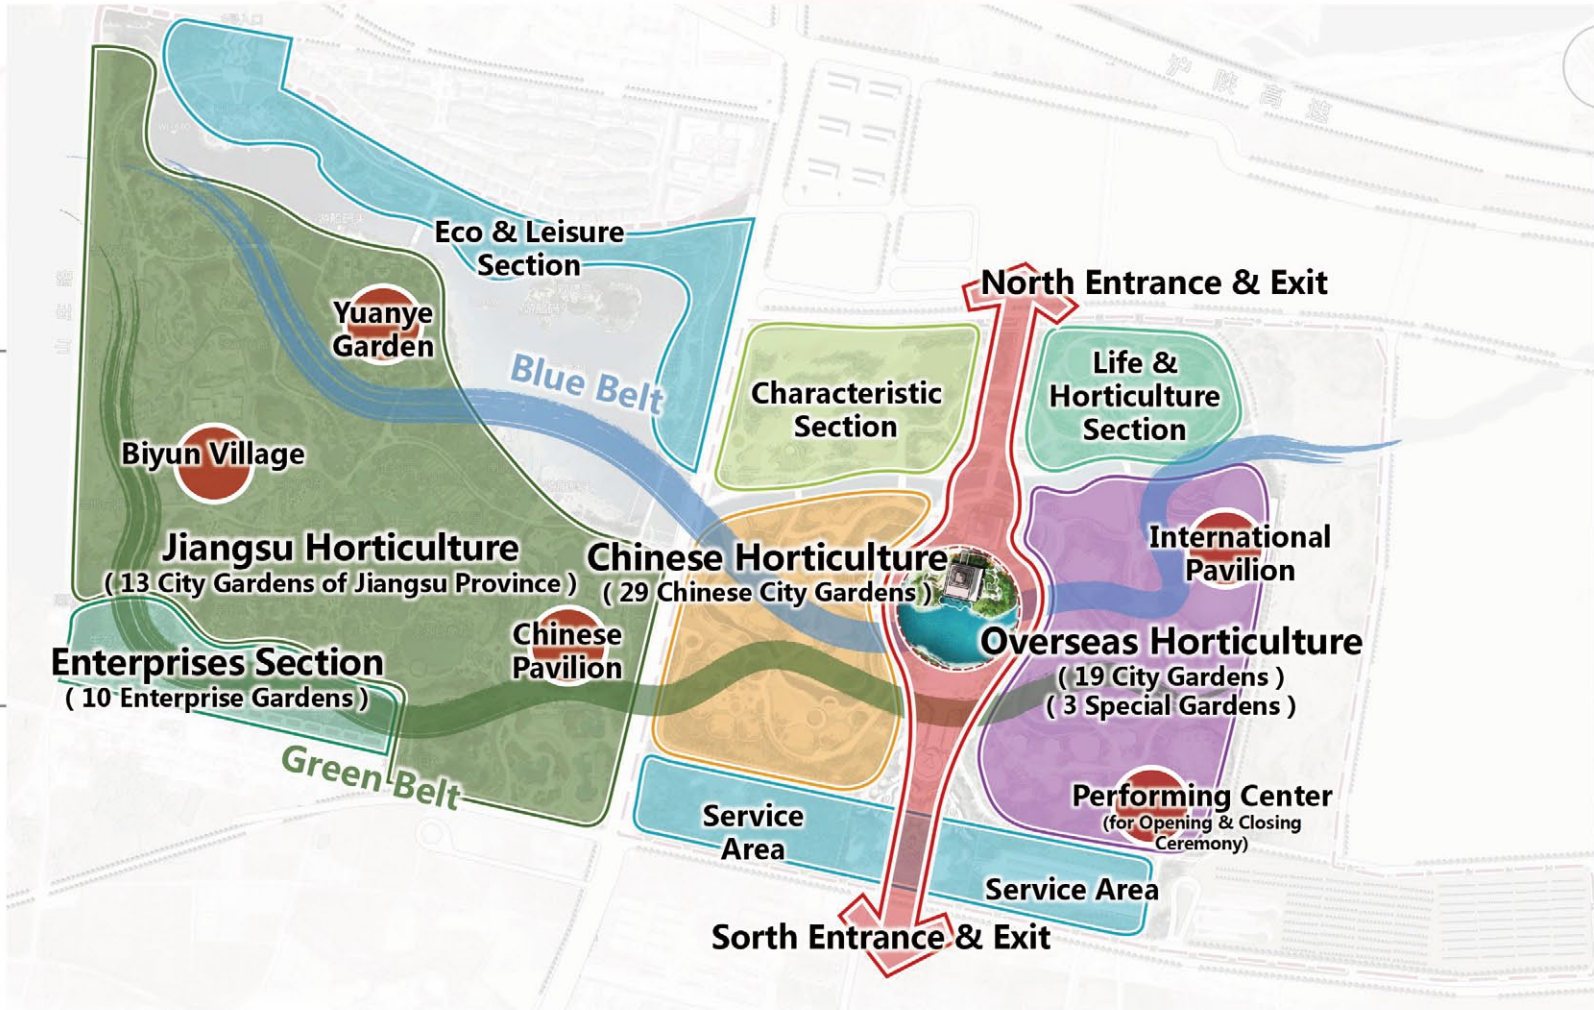 Eco & Leisure
Section
North Entrance & Exit
Yuanye
Garden
Blue Belt
Characteristic
Section
Life &
Horticulture
Section
Biyun Village
Jiangsu Horticulture
( 13 City Gardens of Jiangsu Province )
Chinese Horticulture
( 29 Chinese City Gardens )
International
Pavilion
Chinese
Pavilion
Overseas Horticulture
( 19 City Gardens )
( 3 Special Gardens )
Enterprises Section
( 10 Enterprise Gardens )
Green Belt
Performing Center
(for Opening & Closing
Ceremony)
Service
Area
Service Area
Sorth Entrance & Exit